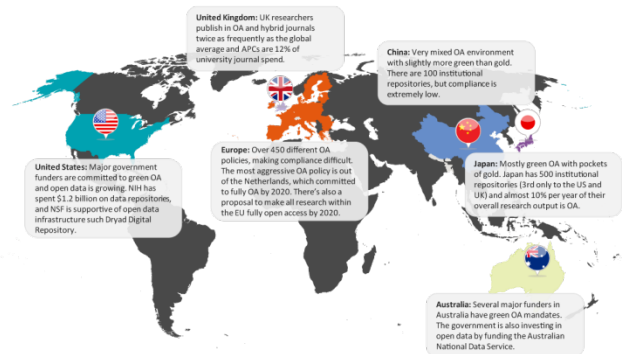 United Kingdom: UK researchers
publish in OA and hybrid journals
twice as frequently as the global
average and APCs are 12% of
university journal spend.
China: Very mixed OA environment
with slightly more green than gold.
There are 100 institutional
repositories, but compliance is
extremely low.
United States: Major government
funders are committed to green OA
and open data is growing. NIH has
spent $1.2 billion on data repositories,
and NSF is supportive of open data
infrastructure such Dryad Digital
Repository.
Europe: Over 450 different OA
policies, making compliance difficult.
The most aggressive OA policy is out
of the Netherlands, which committed
to fully OA by 2020. There's also a
proposal to make all research within
the EU fully open access by 2020.
Japan: Mostly green OA with pockets
of gold. Japan has 500 institutional
repositories (3rd only to the US and
UK) and almost 10% per year of their
overall research output is OA.
Australia: Several major funders in
Australia have green OA mandates.
The government is also investing in
open data by funding the Australian
National Data Service.